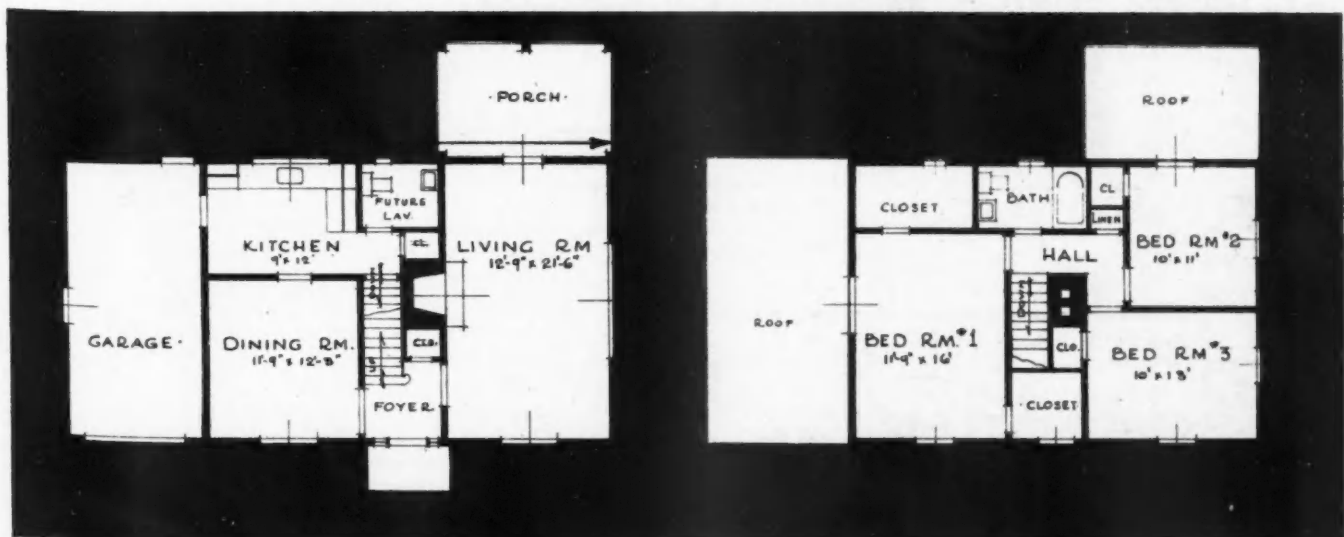 ·PORCH·
FUTURE
LAV.
KITCHEN
9' x 12'
CL.
LIVING RM
12'-9" x 21'-6"
GARAGE·
DINING RM.
11'-9" x 12'-3"
UP
CLO.
FOYER
ROOF
CLOSET
BATH
CL
LINEN
BED RM #2
10' x 11'
HALL
ROOF
BED RM. #1
11'-9" x 16'
CLO.
BED RM #3
10' x 13'
·CLOSET·